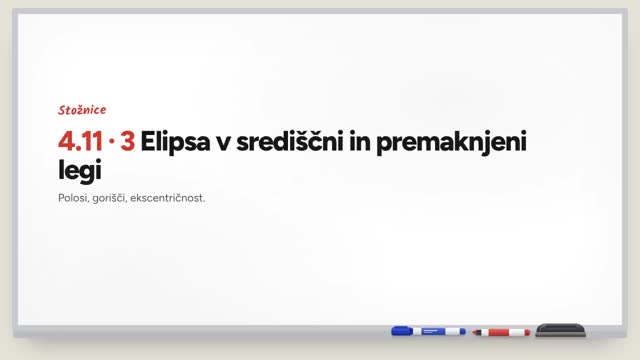 Stožnice
4.11 · 3 Elipsa v središčni in premaknjeni
legi
Polosi, gorišči, ekscentričnost.